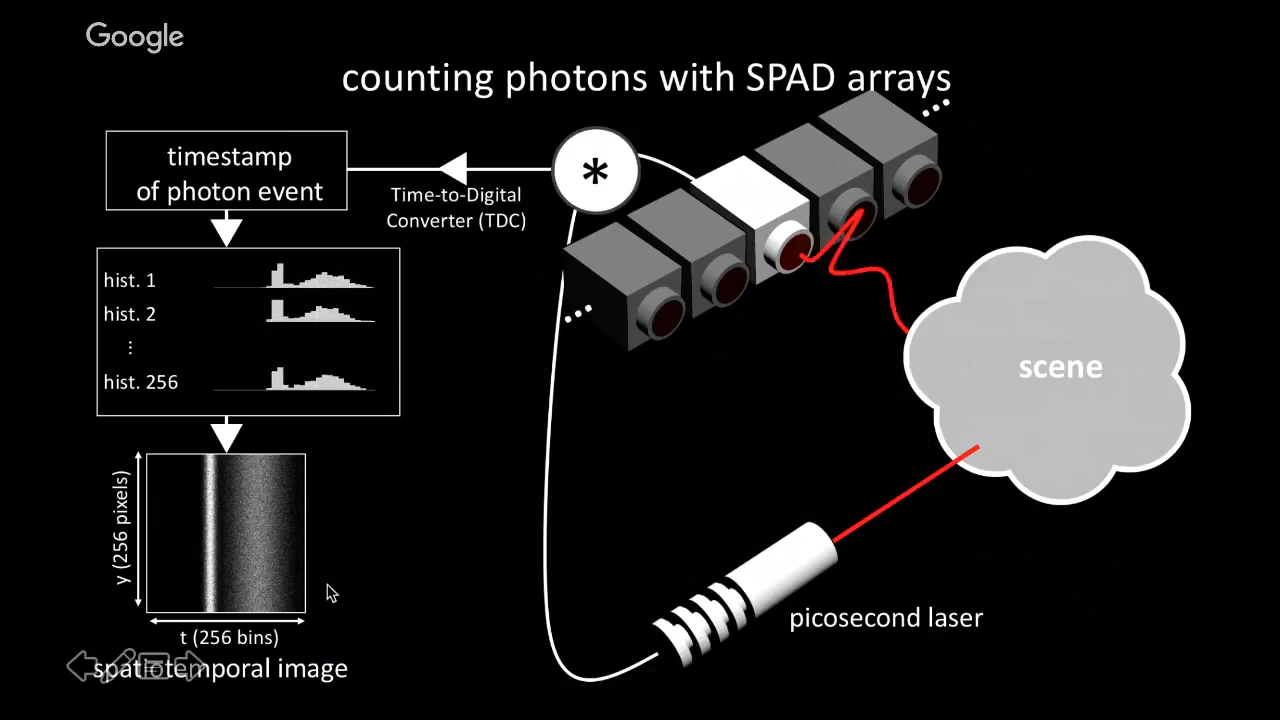 Google
counting photons with SPAD arrays
timestamp
of photon event
*
Time-to-Digital
Converter (TDC)
hist. 1
hist. 2
⋮
hist. 256
scene
y (256 pixels)
t (256 bins)
spatiotemporal image
picosecond laser